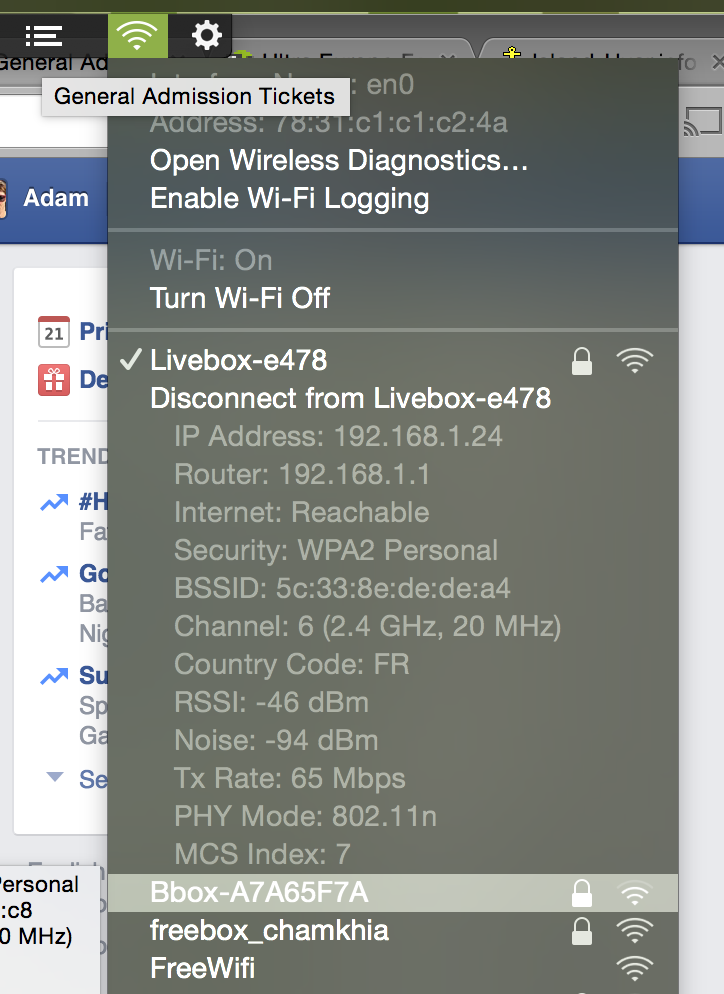 General Ad
General Admission Tickets
: en0
Address: 78:31:c1:c1:c2:4a
Open Wireless Diagnostics...
Enable Wi-Fi Logging
Adam
Wi-Fi: On
Turn Wi-Fi Off
21
Pri
De
Livebox-e478
Disconnect from Livebox-e478
IP Address: 192.168.1.24
TREND
Router: 192.168.1.1
#H
Internet: Reachable
Fa
Security: WPA2 Personal
Go
BSSID: 5c:33:8e:de:de:a4
Ba
Channel: 6 (2.4 GHz, 20 MHz)
Nig
Country Code: FR
Su
RSSI: -46 dBm
Sp
Noise: -94 dBm
Ga
Tx Rate: 65 Mbps
Se
PHY Mode: 802.11n
MCS Index: 7
English
Personal
Bbox-A7A65F7A
:c8
freebox_chamkhia
0 MHz)
FreeWifi